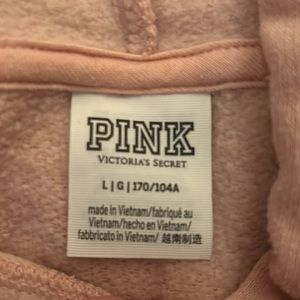 PINK
VICTORIA'S SECRET
L | G | 170/104A
made in Vietnam/fabriqué au
Vietnam/hecho en Vietnam/
fabbricato in Vietnam/ 越南制造